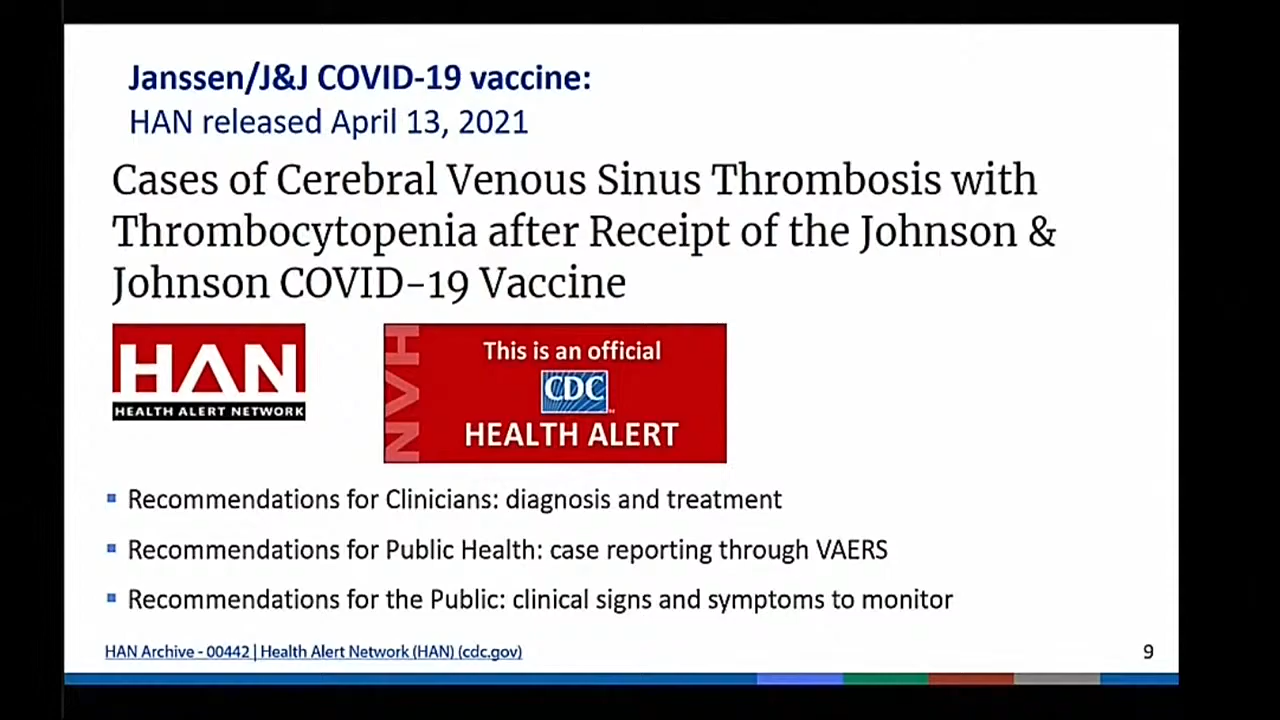 Janssen/J&J COVID-19 vaccine:
HAN released April 13, 2021
Cases of Cerebral Venous Sinus Thrombosis with
Thrombocytopenia after Receipt of the Johnson &
Johnson COVID-19 Vaccine
HAN
HEALTH ALERT NETWORK
HAN
This is an official
CDC
HEALTH ALERT
▪ Recommendations for Clinicians: diagnosis and treatment
▪ Recommendations for Public Health: case reporting through VAERS
▪ Recommendations for the Public: clinical signs and symptoms to monitor
HAN Archive - 00442 | Health Alert Network (HAN) (cdc.gov)
9